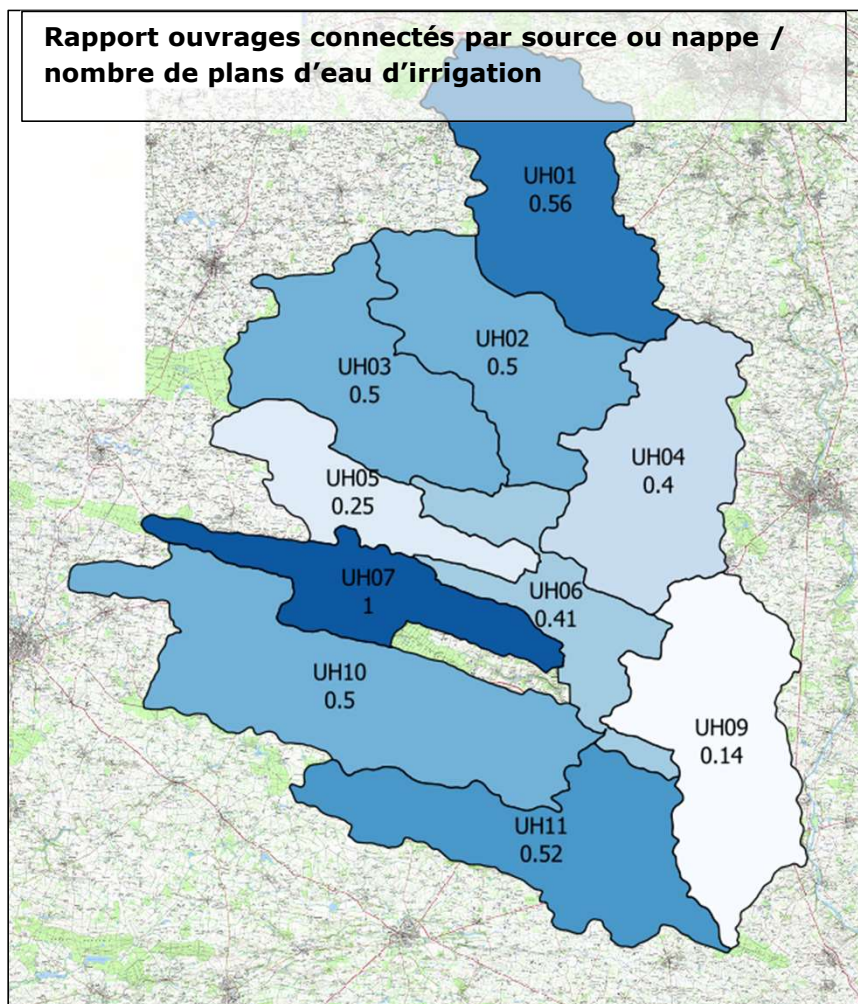 Rapport ouvrages connectés par source ou nappe /
nombre de plans d’eau d’irrigation
UH01
0.56
UH02
0.5
UH03
0.5
UH04
0.4
UH05
0.25
UH06
0.41
UH07
1
UH10
0.5
UH09
0.14
UH11
0.52